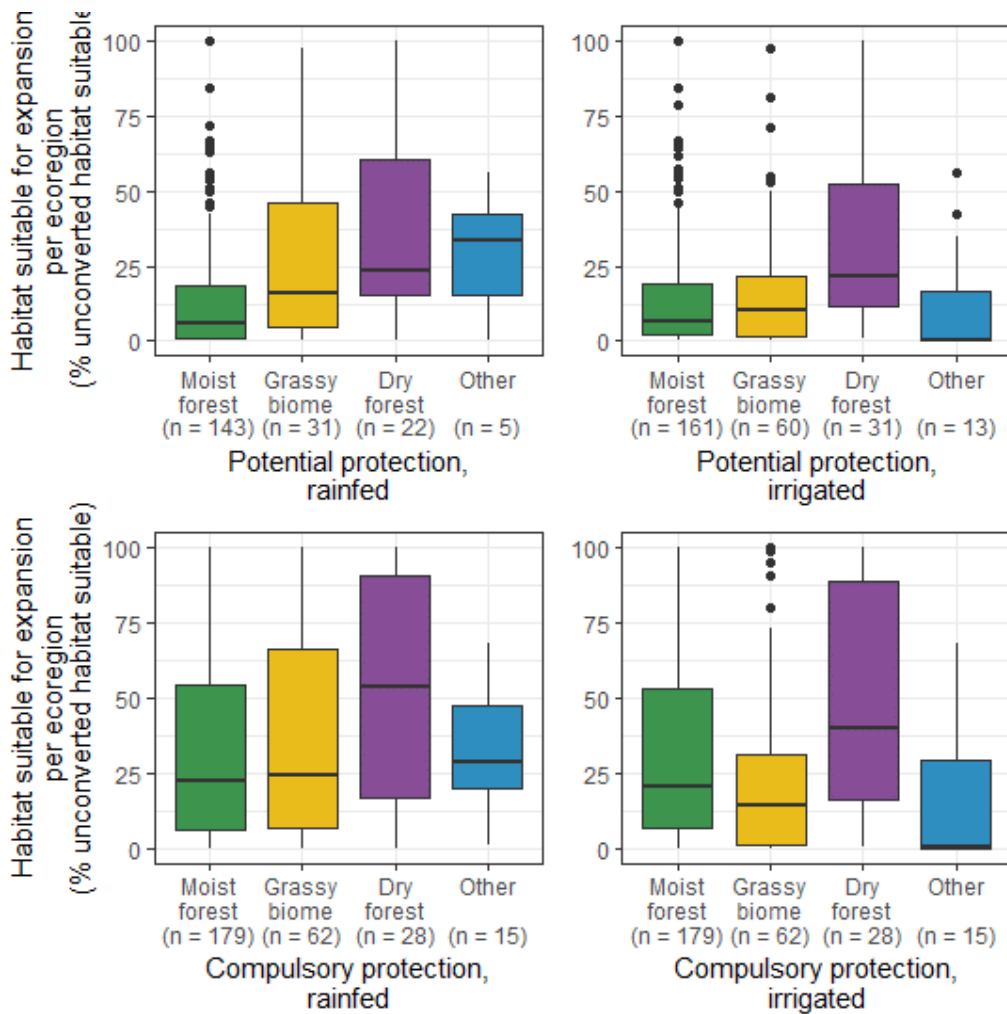 Habitat suitable for expansion
per ecoregion
(% unconverted habitat suitable)
100
75
50
25
0
Moist
forest
(n = 143)
Grassy
biome
(n = 31)
Dry
forest
(n = 22)
Other
(n = 5)
Potential protection,
rainfed
100
75
50
25
0
Moist
forest
(n = 161)
Grassy
biome
(n = 60)
Dry
forest
(n = 31)
Other
(n = 13)
Potential protection,
irrigated
Habitat suitable for expansion
per ecoregion
(% unconverted habitat suitable)
100
75
50
25
0
Moist
forest
(n = 179)
Grassy
biome
(n = 62)
Dry
forest
(n = 28)
Other
(n = 15)
Compulsory protection,
rainfed
100
75
50
25
0
Moist
forest
(n = 179)
Grassy
biome
(n = 62)
Dry
forest
(n = 28)
Other
(n = 15)
Compulsory protection,
irrigated